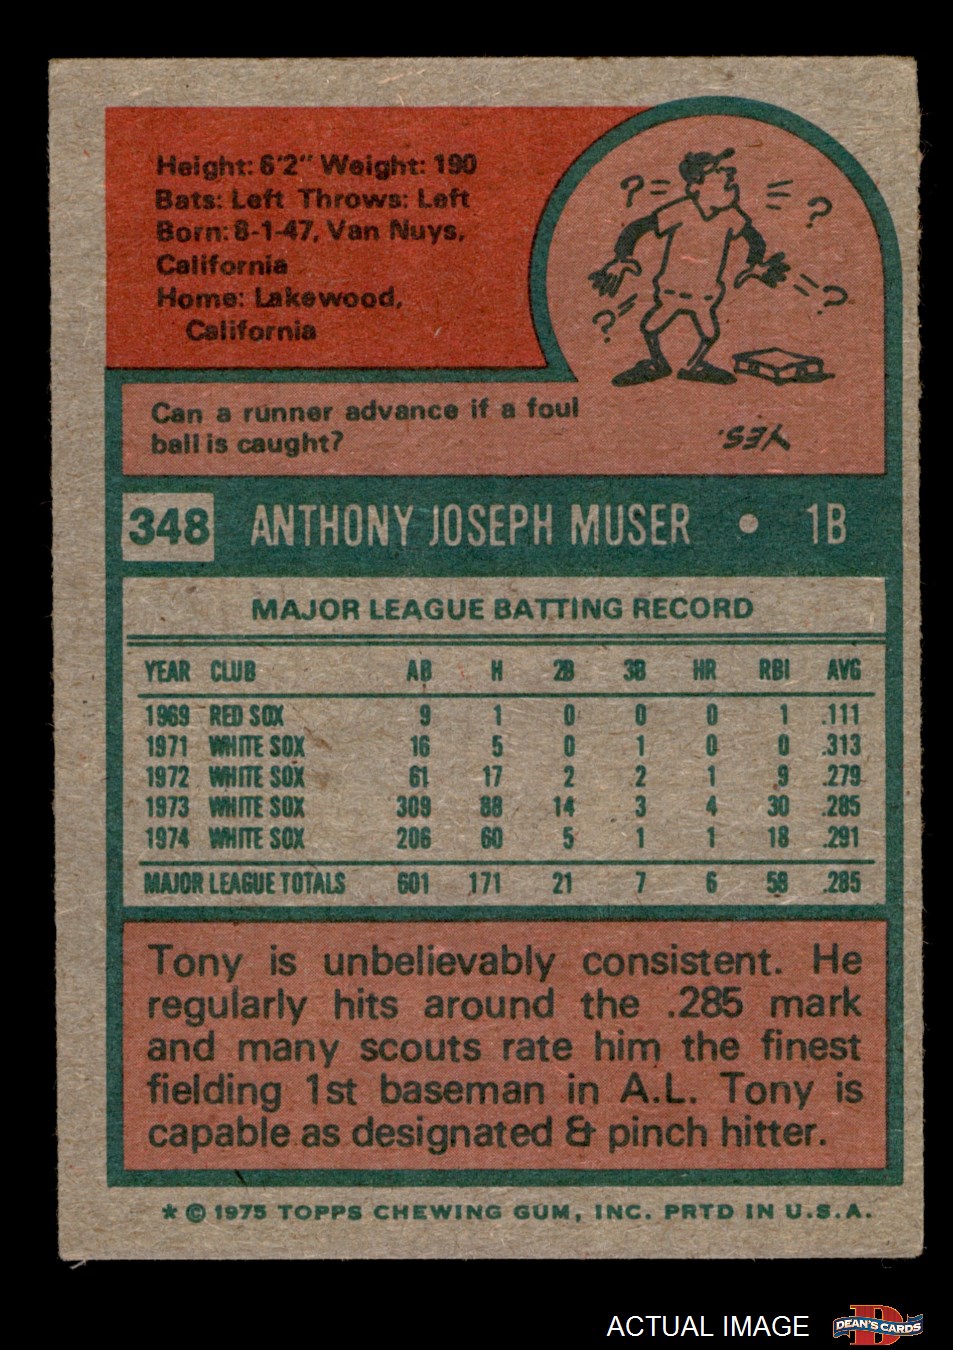 Height: 6'2" Weight: 190
Bats: Left Throws: Left
Born: 8-1-47, Van Nuys,
California
Home: Lakewood,
California
? ? ? ?
Can a runner advance if a foul
ball is caught?
YES.
348 ANTHONY JOSEPH MUSER • 1B
MAJOR LEAGUE BATTING RECORD
YEAR CLUB AB H 2B 3B HR RBI AVG
1969 RED SOX 9 1 0 0 0 1 .111
1971 WHITE SOX 16 5 0 1 0 0 .313
1972 WHITE SOX 61 17 2 2 1 9 .279
1973 WHITE SOX 309 88 14 3 4 30 .285
1974 WHITE SOX 206 60 5 1 1 18 .291
MAJOR LEAGUE TOTALS 601 171 21 7 6 58 .285
Tony is unbelievably consistent. He
regularly hits around the .285 mark
and many scouts rate him the finest
fielding 1st baseman in A.L. Tony is
capable as designated & pinch hitter.
* © 1975 TOPPS CHEWING GUM, INC. PRTD IN U.S.A.
ACTUAL IMAGE
D
DEAN'S CARDS